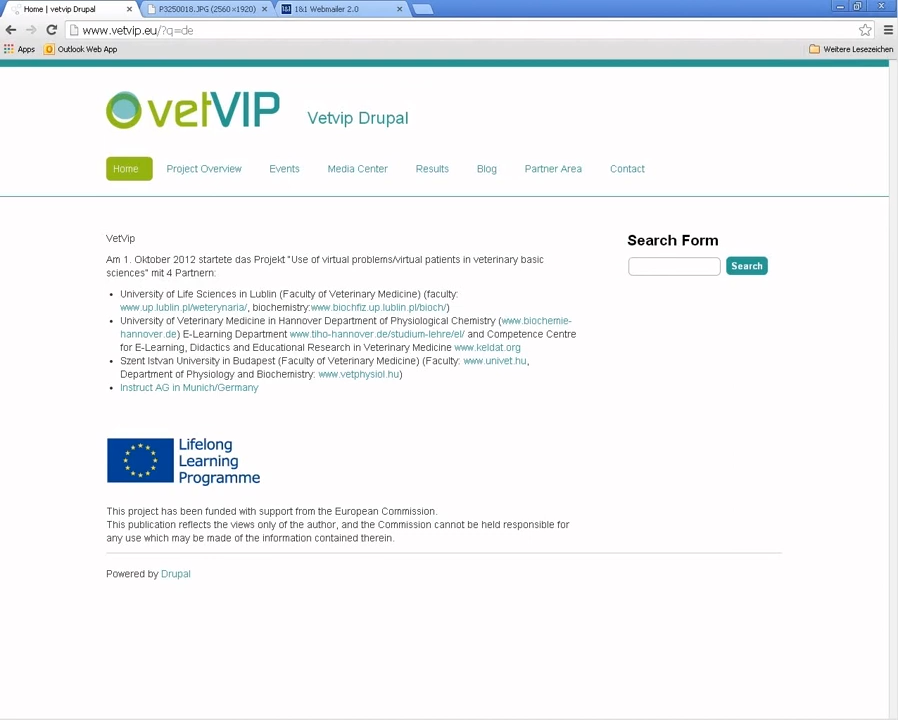 Home | vetvip Drupal
P3250018.JPG (2560×1920)
1&1 Webmailer 2.0
www.vetvip.eu/?q=de
Apps
Outlook Web App
Weitere Lesezeichen
vetVIP
Vetvip Drupal
Home
Project Overview
Events
Media Center
Results
Blog
Partner Area
Contact
VetVip
Am 1. Oktober 2012 startete das Projekt "Use of virtual problems/virtual patients in veterinary basic
sciences" mit 4 Partnern:
• University of Life Sciences in Lublin (Faculty of Veterinary Medicine) (faculty:
www.up.lublin.pl/weterynaria/, biochemistry:www.biochfiz.up.lublin.pl/bioch/)
• University of Veterinary Medicine in Hannover Department of Physiological Chemistry (www.biochemie-
hannover.de) E-Learning Department www.tiho-hannover.de/studium-lehre/el/ and Competence Centre
for E-Learning, Didactics and Educational Research in Veterinary Medicine www.keldat.org
• Szent Istvan University in Budapest (Faculty of Veterinary Medicine) (Faculty: www.univet.hu,
Department of Physiology and Biochemistry: www.vetphysiol.hu)
• Instruct AG in Munich/Germany
Search Form
Search
Lifelong
Learning
Programme
This project has been funded with support from the European Commission.
This publication reflects the views only of the author, and the Commission cannot be held responsible for
any use which may be made of the information contained therein.
Powered by Drupal